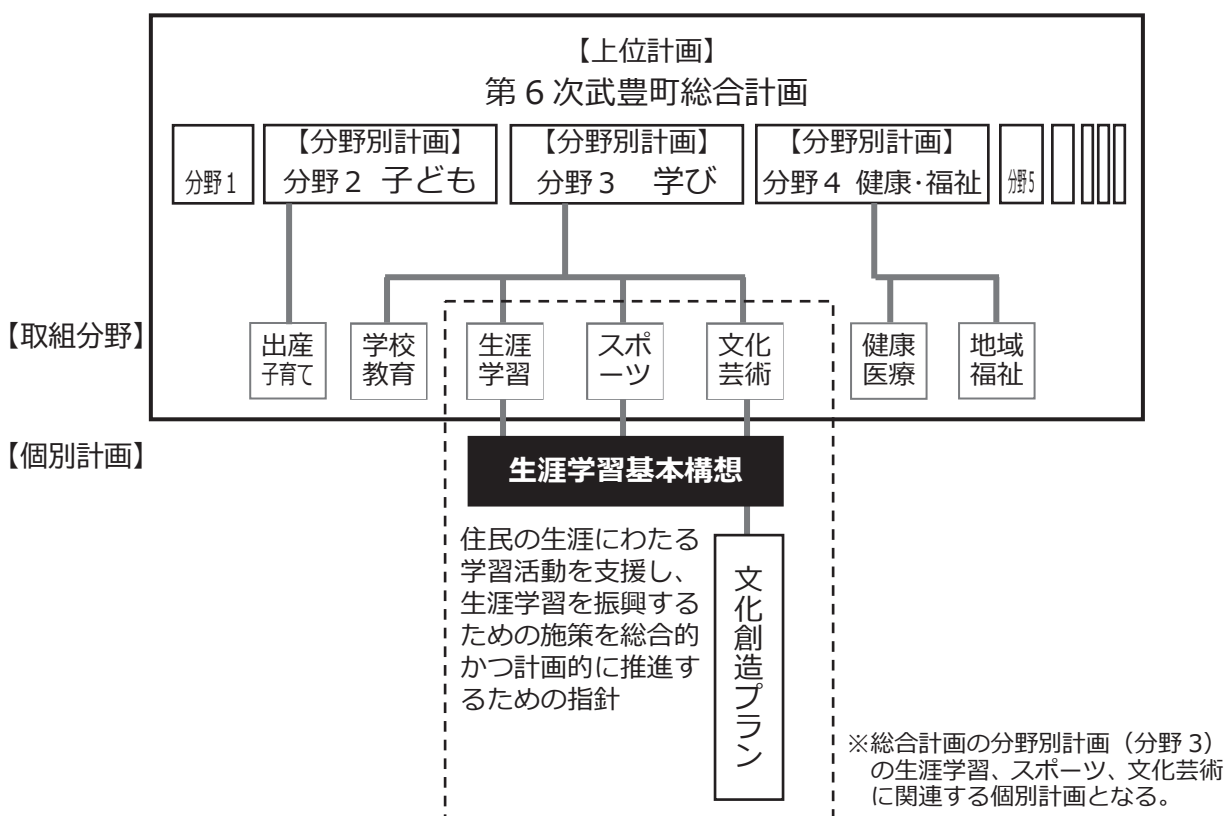 【上位計画】
第6次武豊町総合計画
分野1
【分野別計画】
分野2 子ども
【分野別計画】
分野3 学び
【分野別計画】
分野4 健康・福祉
分野5
【取組分野】
出産
子育て
学校
教育
生涯
学習
スポ
ーツ
文化
芸術
健康
医療
地域
福祉
【個別計画】
生涯学習基本構想
住民の生涯にわたる
学習活動を支援し、
生涯学習を振興する
ための施策を総合的
かつ計画的に推進す
るための指針
文化創造プラン
※総合計画の分野別計画(分野3)
の生涯学習、スポーツ、文化芸術
に関連する個別計画となる。